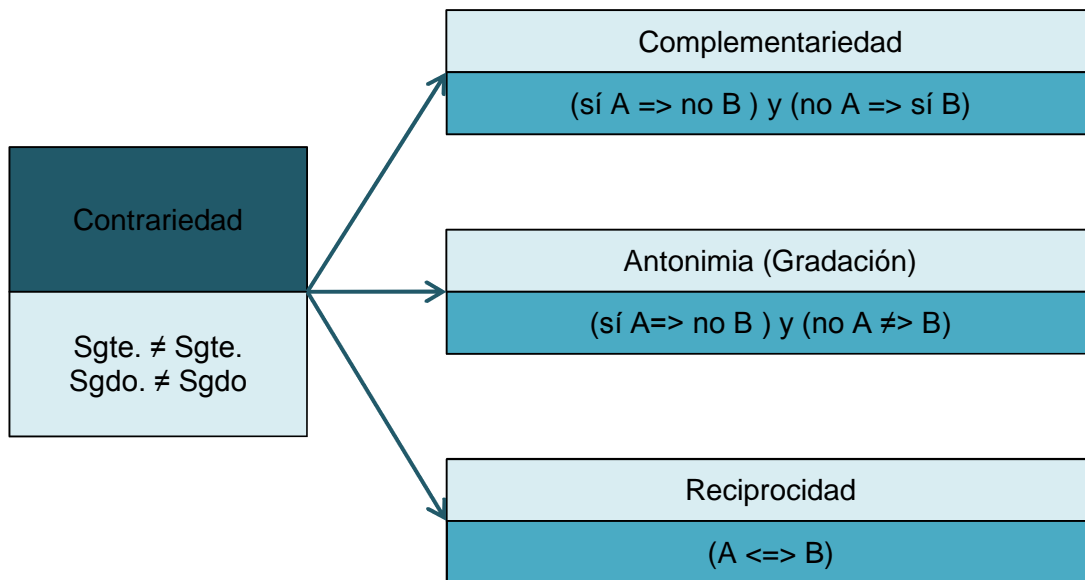 Complementariedad
(sí A => no B ) y (no A => sí B)
Contrariedad
Sgte. ≠ Sgte.
Sgdo. ≠ Sgdo
Antonimia (Gradación)
(sí A=> no B ) y (no A ≠> B)
Reciprocidad
(A <=> B)